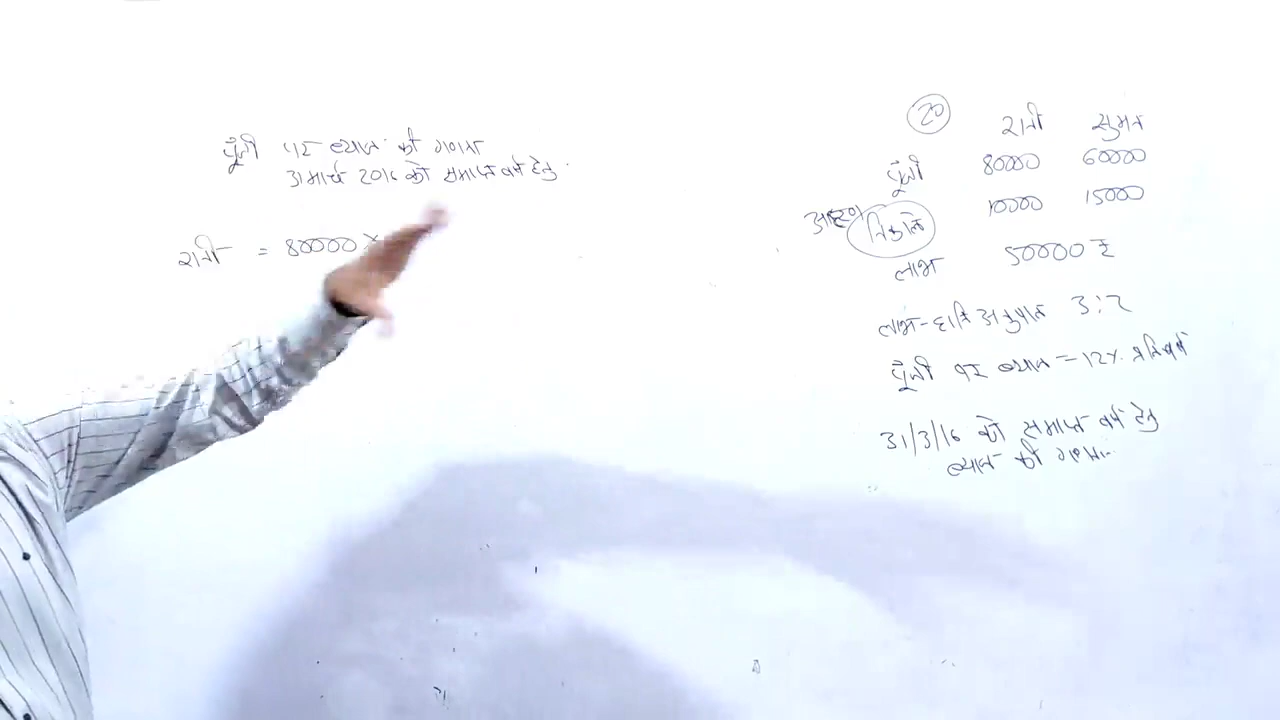 पूँजी पर ब्याज की गणना
31 मार्च 2016 को समाप्त वर्ष हेतु
रानी = 80000 ×
20
रानी सुमन
पूँजी 80000 60000
आहरण निकाले 10000 15000
लाभ 50000 ₹
लाभ-हानि अनुपात 3:2
पूँजी पर ब्याज = 12% प्रतिवर्ष
31/3/16 को समाप्त वर्ष हेतु
ब्याज की गणना